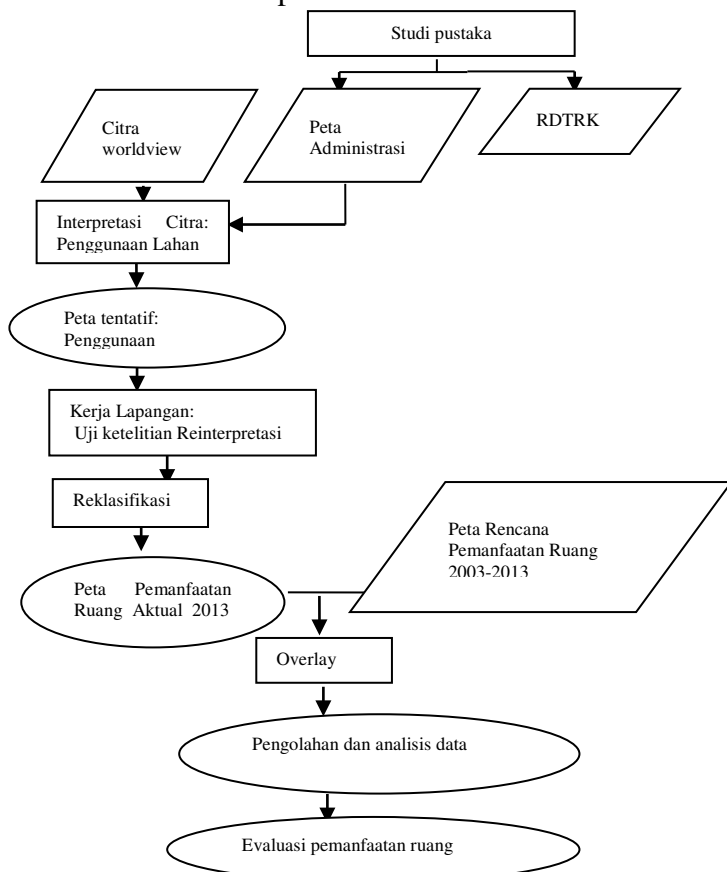 Studi pustaka
Citra
worldview
Peta
Administrasi
RDTRK
Interpretasi Citra:
Penggunaan Lahan
Peta tentatif:
Penggunaan
Kerja Lapangan:
Uji ketelitian Reinterpretasi
Reklasifikasi
Peta Rencana
Pemanfaatan Ruang
2003-2013
Peta Pemanfaatan
Ruang Aktual 2013
Overlay
Pengolahan dan analisis data
Evaluasi pemanfaatan ruang